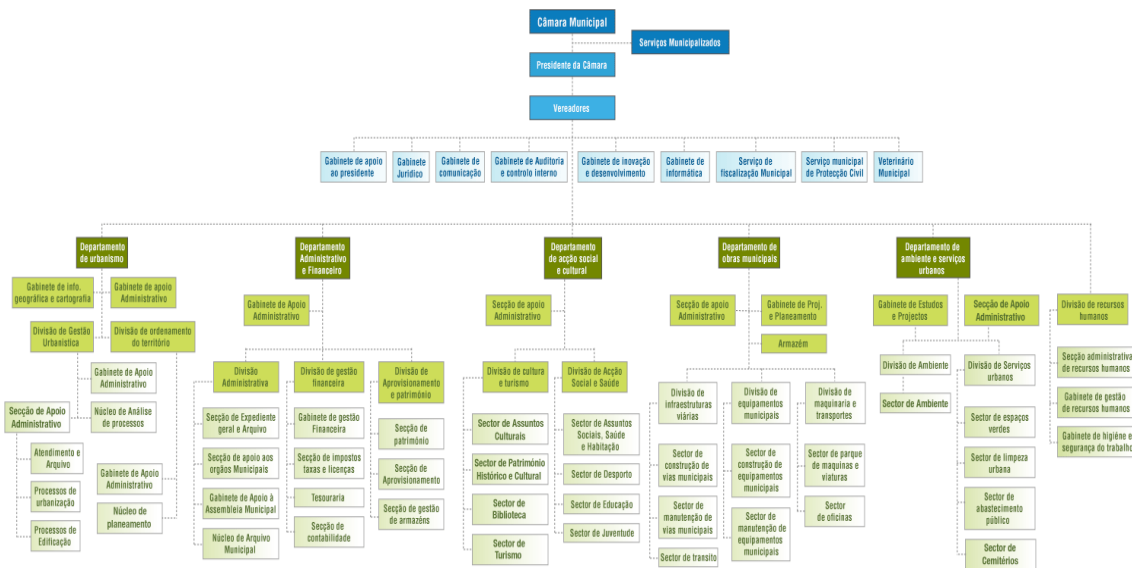 Câmara Municipal
Serviços Municipalizados
Presidente da Câmara
Vereadores
Gabinete de apoio
ao presidente
Gabinete
Juridico
Gabinete de
comunicação
Gabinete de Auditoria
e controlo interno
Gabinete de inovação
e desenvolvimento
Gabinete de
informática
Serviço de
fiscalização Municipal
Serviço municipal
de Protecção Civil
Veterinário
Municipal
Departamento
de urbanismo
Departamento
Administrativo
e Financeiro
Departamento
de acção social
e cultural
Departamento de
obras municipais
Departamento de
ambiente e serviços
urbanos
Gabinete de info.
geográfica e cartografia
Gabinete de apoio
Administrativo
Divisão de Gestão
Urbanistica
Divisão de ordenamento
do território
Gabinete de Apoio
Administrativo
Secção de Apoio
Administrativo
Núcleo de Análise
de processos
Atendimento e
Arquivo
Processos de
urbanização
Processos de
Edificação
Gabinete de Apoio
Administrativo
Núcleo de
planeamento
Gabinete de Apoio
Administrativo
Divisão
Administrativa
Divisão de gestão
financeira
Divisão de
Aprovisionamento
e património
Secção de Expediente
geral e Arquivo
Secção de apoio aos
orgãos Municipais
Gabinete de Apoio à
Assembleia Municipal
Núcleo de Arquivo
Municipal
Gabinete de gestão
Financeira
Secção de impostos
taxas e licenças
Tesouraria
Secção de
contabilidade
Secção de
património
Secção de
Aprovisionamento
Secção de gestão
de armazéns
Secção de apoio
Administrativo
Divisão de cultura
e turismo
Divisão de Acção
Social e Saúde
Sector de Assuntos
Culturais
Sector de Património
Histórico e Cultural
Sector de
Biblioteca
Sector de
Turismo
Sector de Assuntos
Sociais, Saúde
e Habitação
Sector de Desporto
Sector de Educação
Sector de Juventude
Secção de apoio
Administrativo
Gabinete de Proj.
e Planeamento
Armazém
Divisão de
infraestruturas
viárias
Divisão de
equipamentos
municipais
Divisão de
maquinaria e
transportes
Sector de
construção de
vias municipais
Sector de
manutenção de
vias municipais
Sector de transito
Sector de
construção de
equipamentos
municipais
Sector de
manutenção de
equipamentos
municipais
Sector de parque
de maquinas e
viaturas
Sector
de oficinas
Gabinete de Estudos
e Projectos
Secção de Apoio
Administrativo
Divisão de Ambiente
Sector de Ambiente
Divisão de Serviços
urbanos
Sector de espaços
verdes
Sector de limpeza
urbana
Sector de
abastecimento
público
Sector de
Cemitérios
Divisão de recursos
humanos
Secção administrativa
de recursos humanos
Gabinete de gestão
de recursos humanos
Gabinete do higiéne e
segurança do trabalho